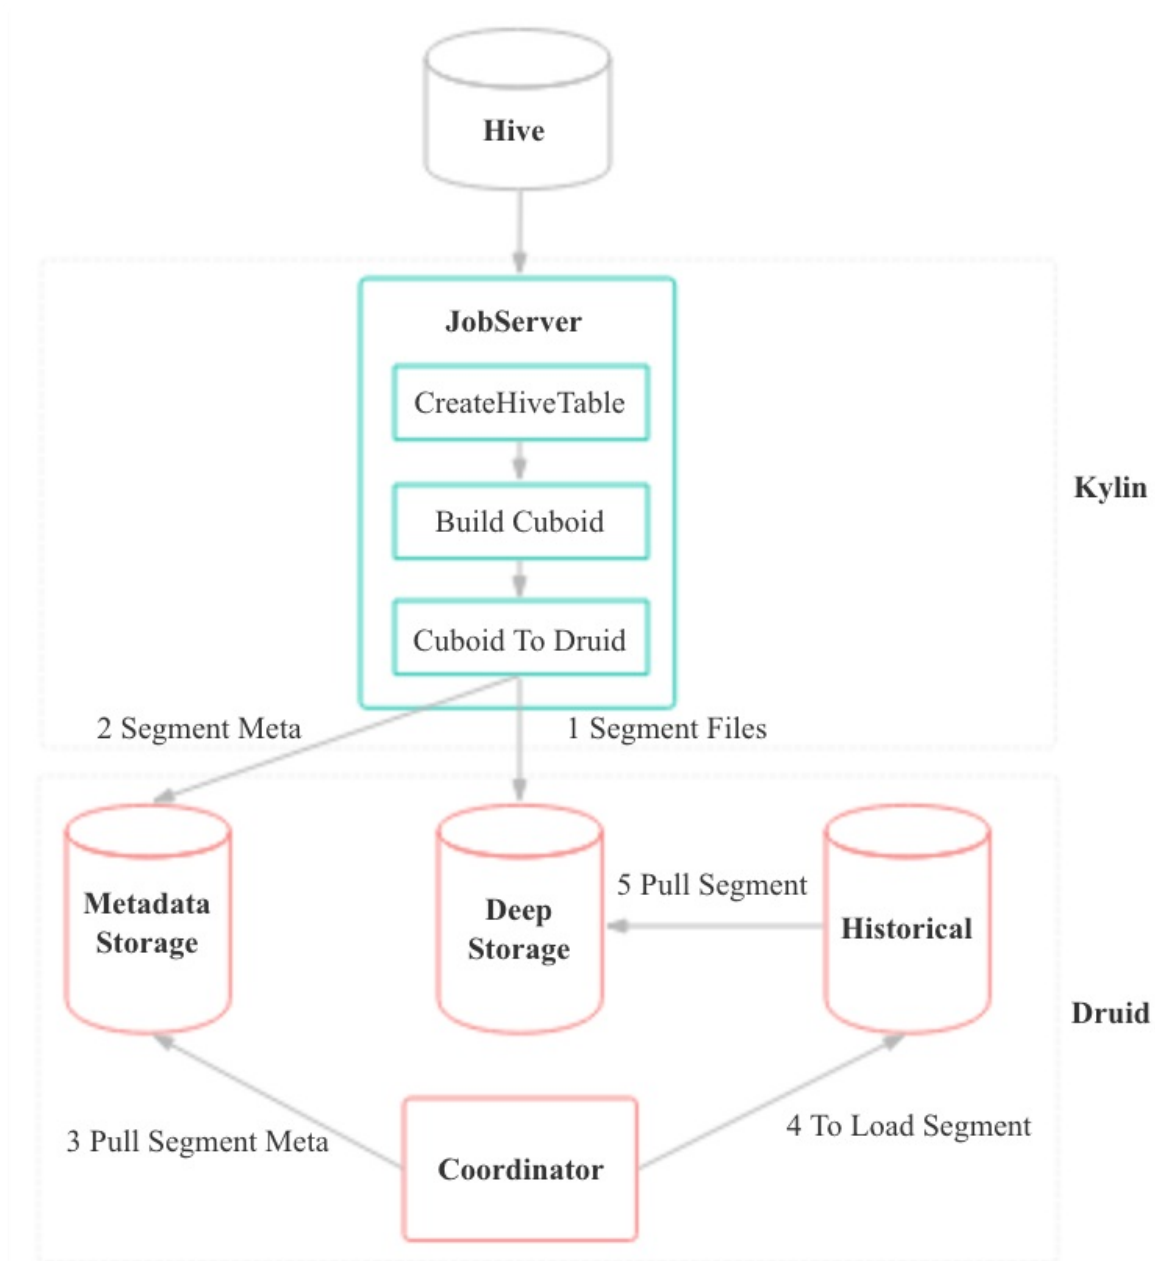 Hive
JobServer
CreateHiveTable
Build Cuboid
Kylin
Cuboid To Druid
2 Segment Meta
1 Segment Files
Metadata
Storage
Deep
Storage
5 Pull Segment
Historical
Druid
3 Pull Segment Meta
4 To Load Segment
Coordinator